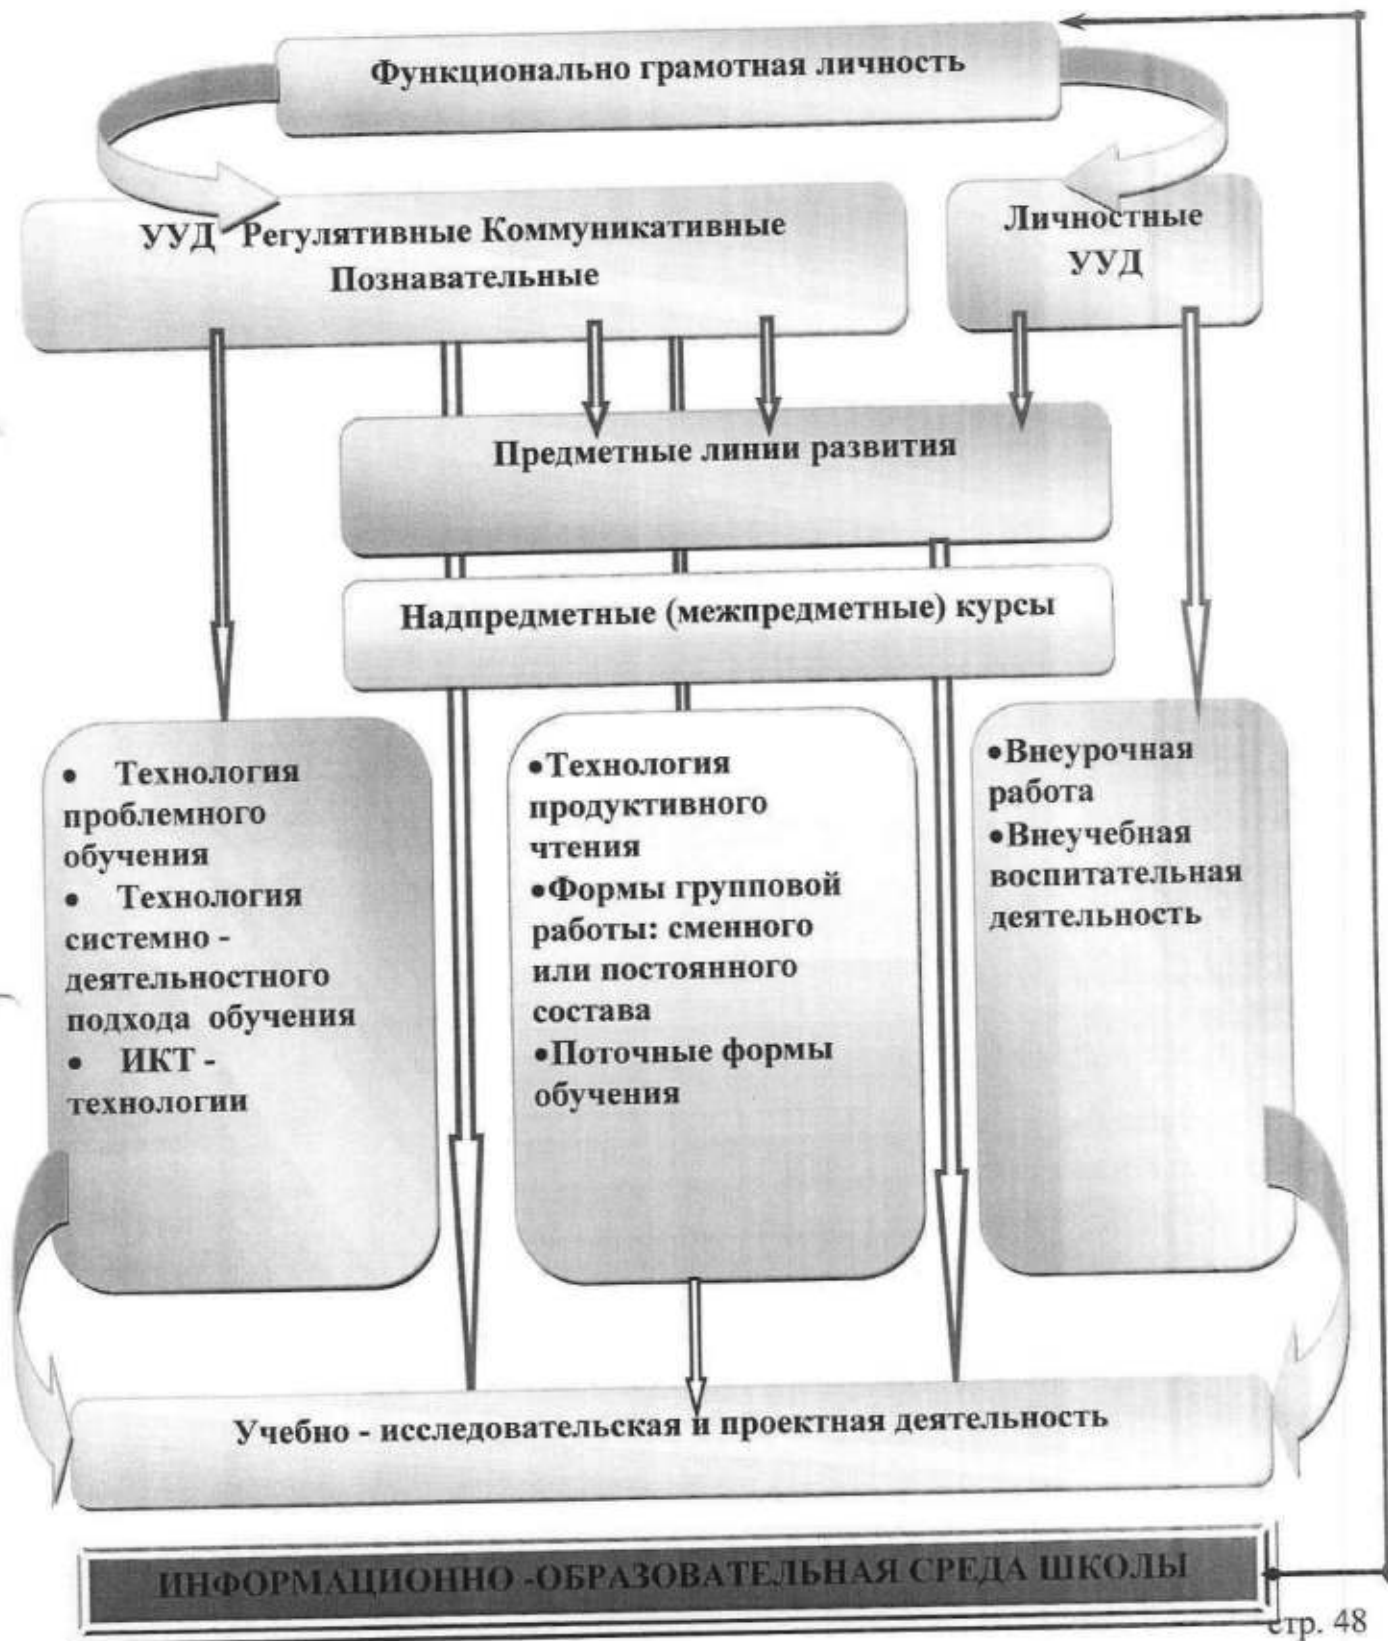 Функционально грамотная личность
УУД Регулятивные Коммуникативные
Познавательные
Личностные
УУД
Предметные линии развития
Надпредметные (межпредметные) курсы
• Технология
проблемного
обучения
• Технология
системно -
деятельностного
подхода обучения
• ИКТ -
технологии
•Технология
продуктивного
чтения
•Формы групповой
работы: сменного
или постоянного
состава
•Поточные формы
обучения
•Внеурочная
работа
•Внеучебная
воспитательная
деятельность
Учебно - исследовательская и проектная деятельность
ИНФОРМАЦИОННО -ОБРАЗОВАТЕЛЬНАЯ СРЕДА ШКОЛЫ
стр. 48